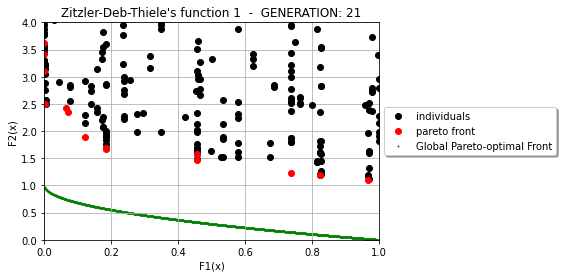 Zitzler-Deb-Thiele's function 1 - GENERATION: 21
4.0
3.5
3.0
2.5
2.0
1.5
1.0
0.5
0.0
F2(x)
0.0 0.2 0.4 0.6 0.8 1.0
F1(x)
individuals
pareto front
Global Pareto-optimal Front